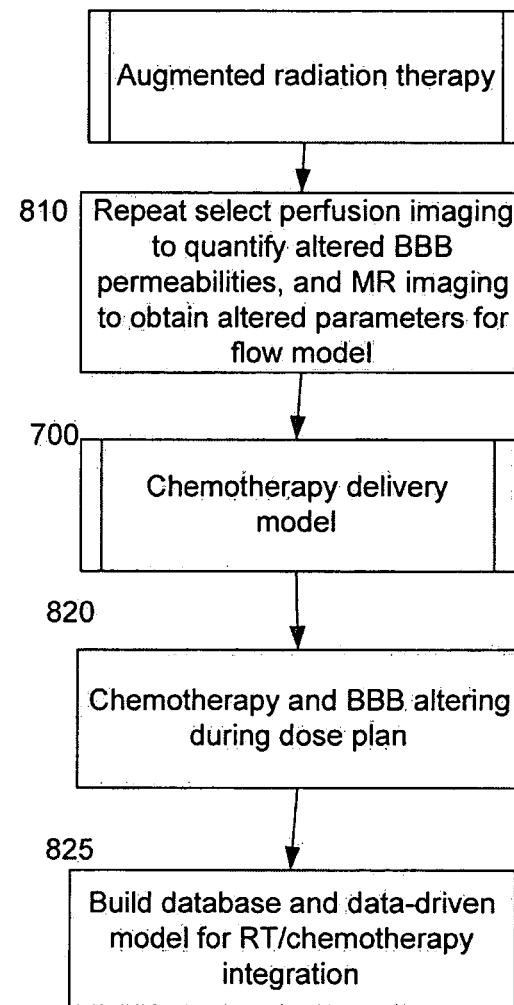 Augmented radiation therapy
810
Repeat select perfusion imaging
to quantify altered BBB
permeabilities, and MR imaging
to obtain altered parameters for
flow model
700
Chemotherapy delivery
model
820
Chemotherapy and BBB altering
during dose plan
825
Build database and data-driven
model for RT/chemotherapy
integration